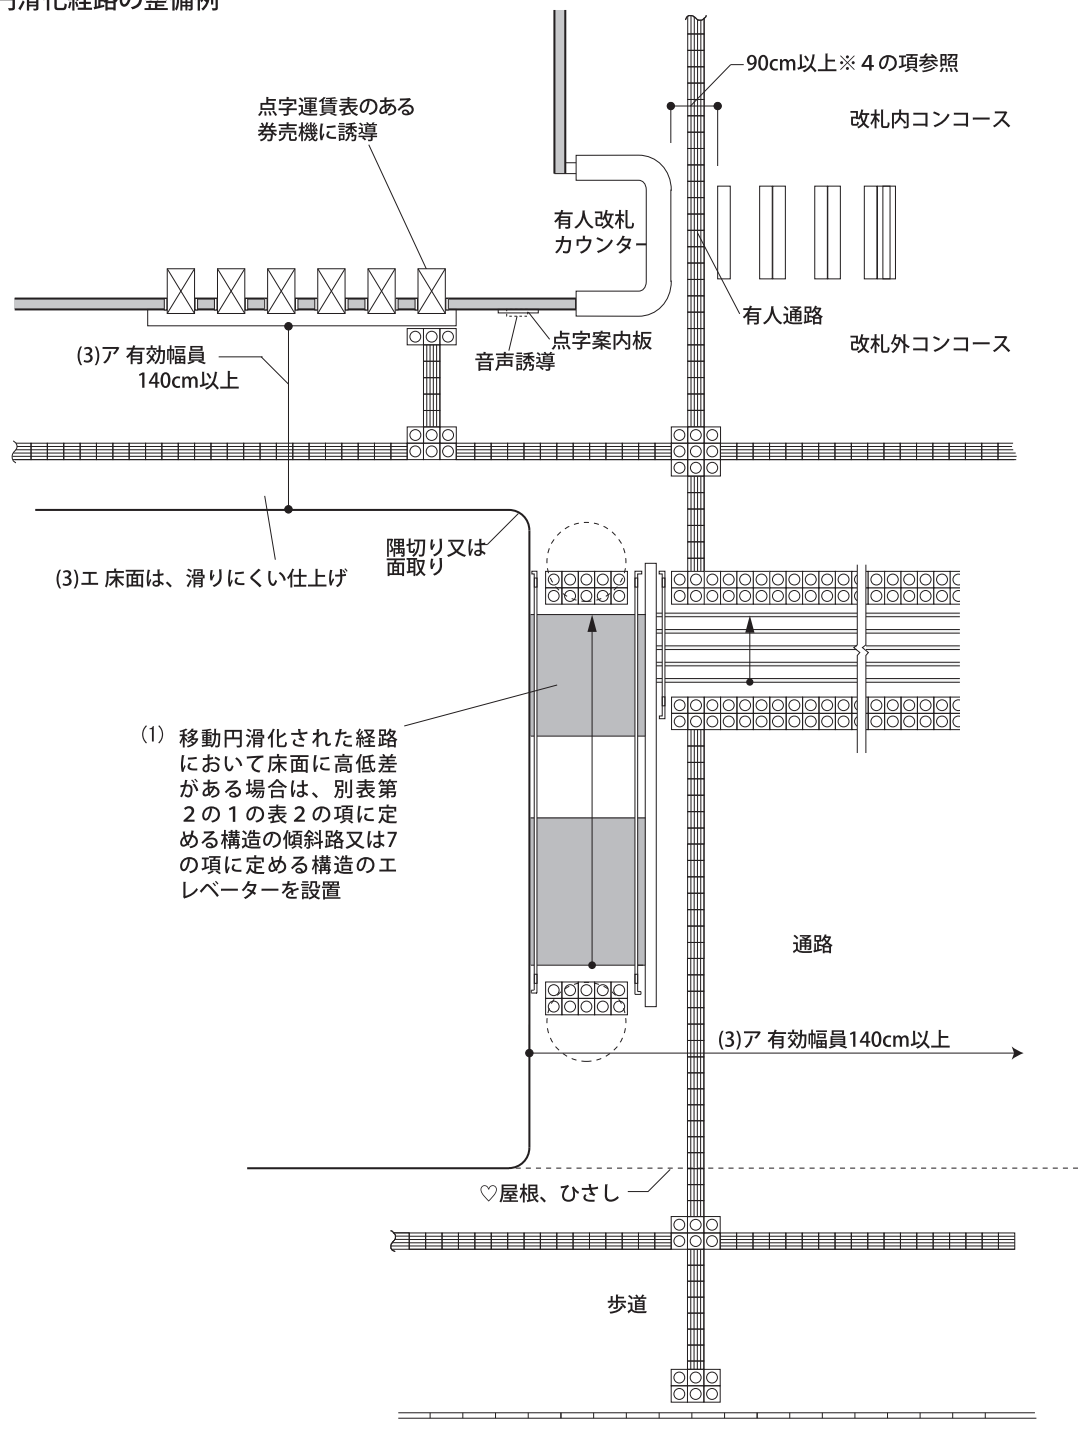 円滑化経路の整備例
90cm以上※４の項参照
点字運賃表のある
券売機に誘導
改札内コンコース
有人改札
カウンター
有人通路
点字案内板
改札外コンコース
音声誘導
(3)ア 有効幅員
140cm以上
隅切り又は
面取り
(3)エ 床面は、滑りにくい仕上げ
(1) 移動円滑化された経路
において床面に高低差
がある場合は、別表第
２の１の表２の項に定
める構造の傾斜路又は7
の項に定める構造のエ
レベーターを設置
通路
(3)ア 有効幅員140cm以上
♡屋根、ひさし
歩道